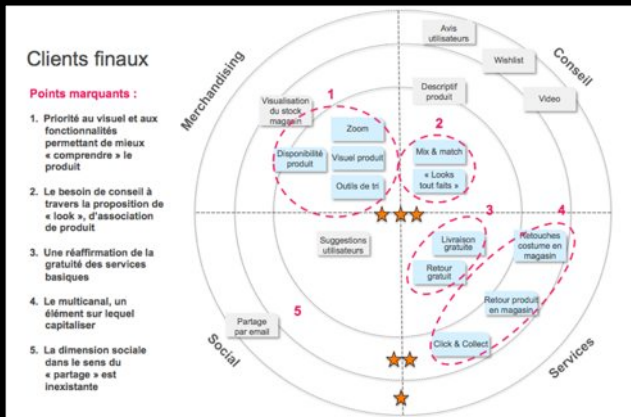 Clients finaux
Points marquants :
1. Priorité au visuel et aux
fonctionnalités
permettant de mieux
« comprendre » le
produit
2. Le besoin de conseil à
travers la proposition de
« look », d'association
de produit
3. Une réaffirmation de la
gratuité des services
basiques
4. Le multicanal, un
élément sur lequel
capitaliser
5. La dimension sociale
dans le sens du
« partage » est
inexistante
Merchandising
Conseil
Avis
utilisateurs
Wishlist
Video
Descriptif
produit
1
Visualisation
du stock
magasin
Zoom
Disponibilité
produit
Visuel produit
Outils de tri
2
Mix & match
« Looks
tout faits »
3
4
Suggestions
utilisateurs
Livraison
gratuite
Retouches
costume en
magasin
Retour
gratuit
Retour produit
en magasin
5
Partage
par email
Click & Collect
Social
Services